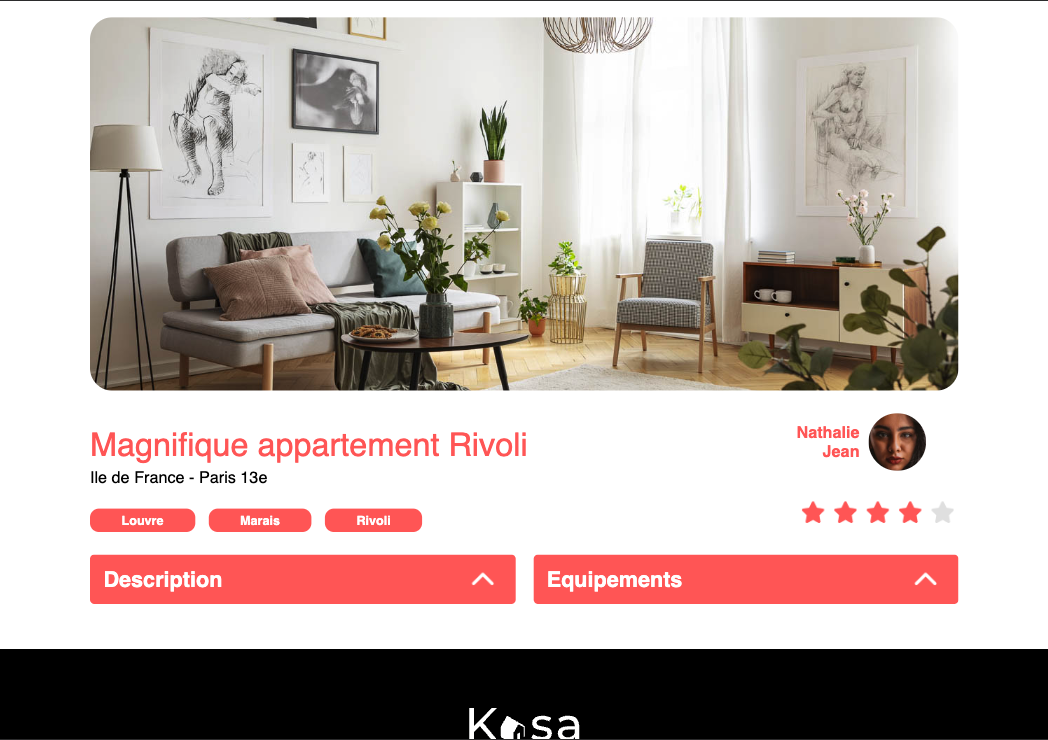 Magnifique appartement Rivoli
Ile de France - Paris 13e
Nathalie
Jean
Louvre
Marais
Rivoli
Description
Equipements
Kasa